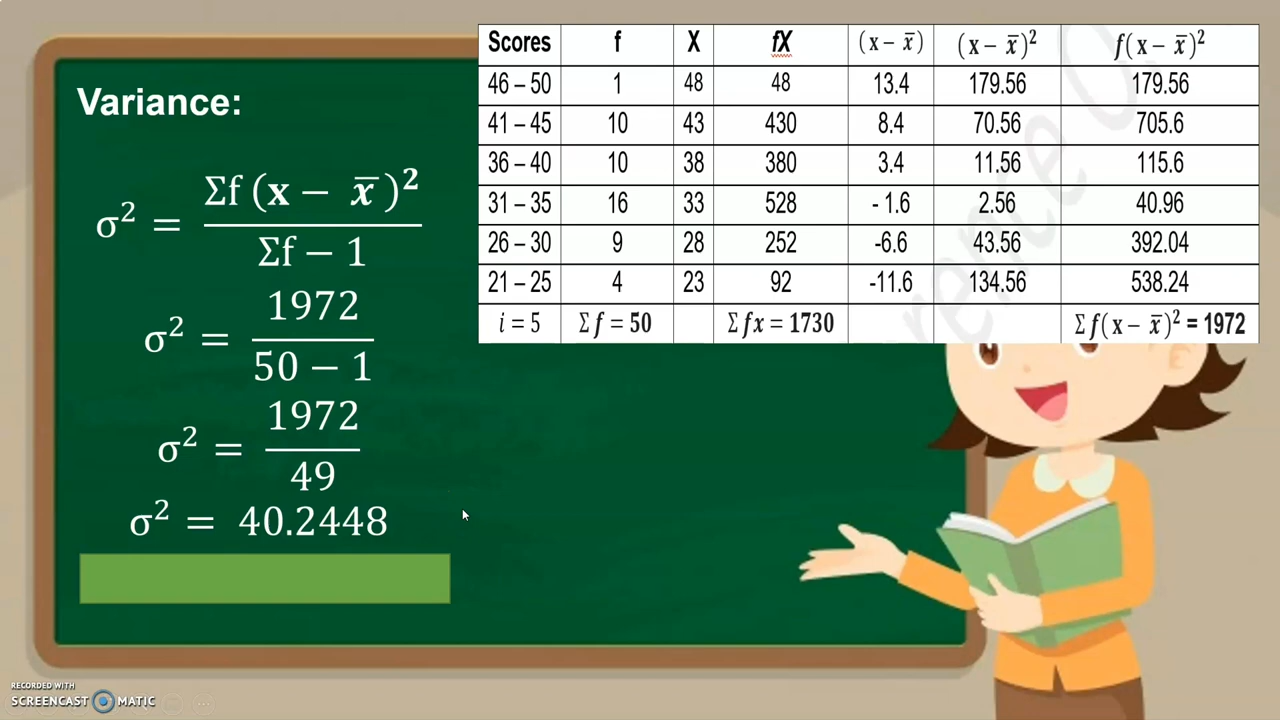 Variance:
σ² = Σf (x − x̄ )² / Σf − 1
σ² = 1972 / 50 − 1
σ² = 1972 / 49
σ² = 40.2448
Scores f X fX (x − x̄) (x − x̄)² f(x − x̄)²
46 – 50 1 48 48 13.4 179.56 179.56
41 – 45 10 43 430 8.4 70.56 705.6
36 – 40 10 38 380 3.4 11.56 115.6
31 – 35 16 33 528 - 1.6 2.56 40.96
26 – 30 9 28 252 -6.6 43.56 392.04
21 – 25 4 23 92 -11.6 134.56 538.24
i = 5 Σf = 50 Σfx = 1730 Σf(x − x̄)² = 1972
RECORDED WITH
SCREENCAST MATIC